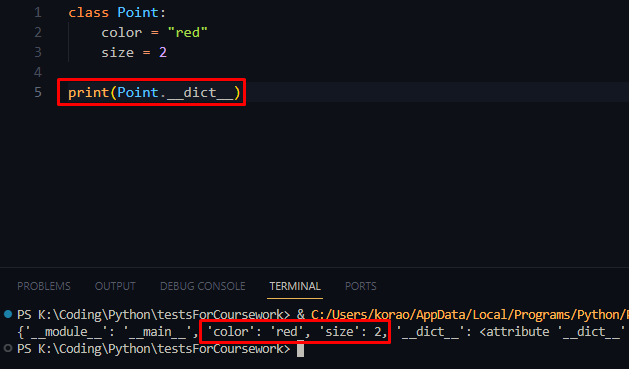 1 class Point:
2 color = "red"
3 size = 2
4
5 print(Point.__dict__)
PROBLEMS OUTPUT DEBUG CONSOLE TERMINAL PORTS
PS K:\Coding\Python\testsForCoursework> & C:/Users/korao/AppData/Local/Programs/Python/
{'__module__': '__main__', 'color': 'red', 'size': 2, '__dict__': <attribute '__dict__'
PS K:\Coding\Python\testsForCoursework>